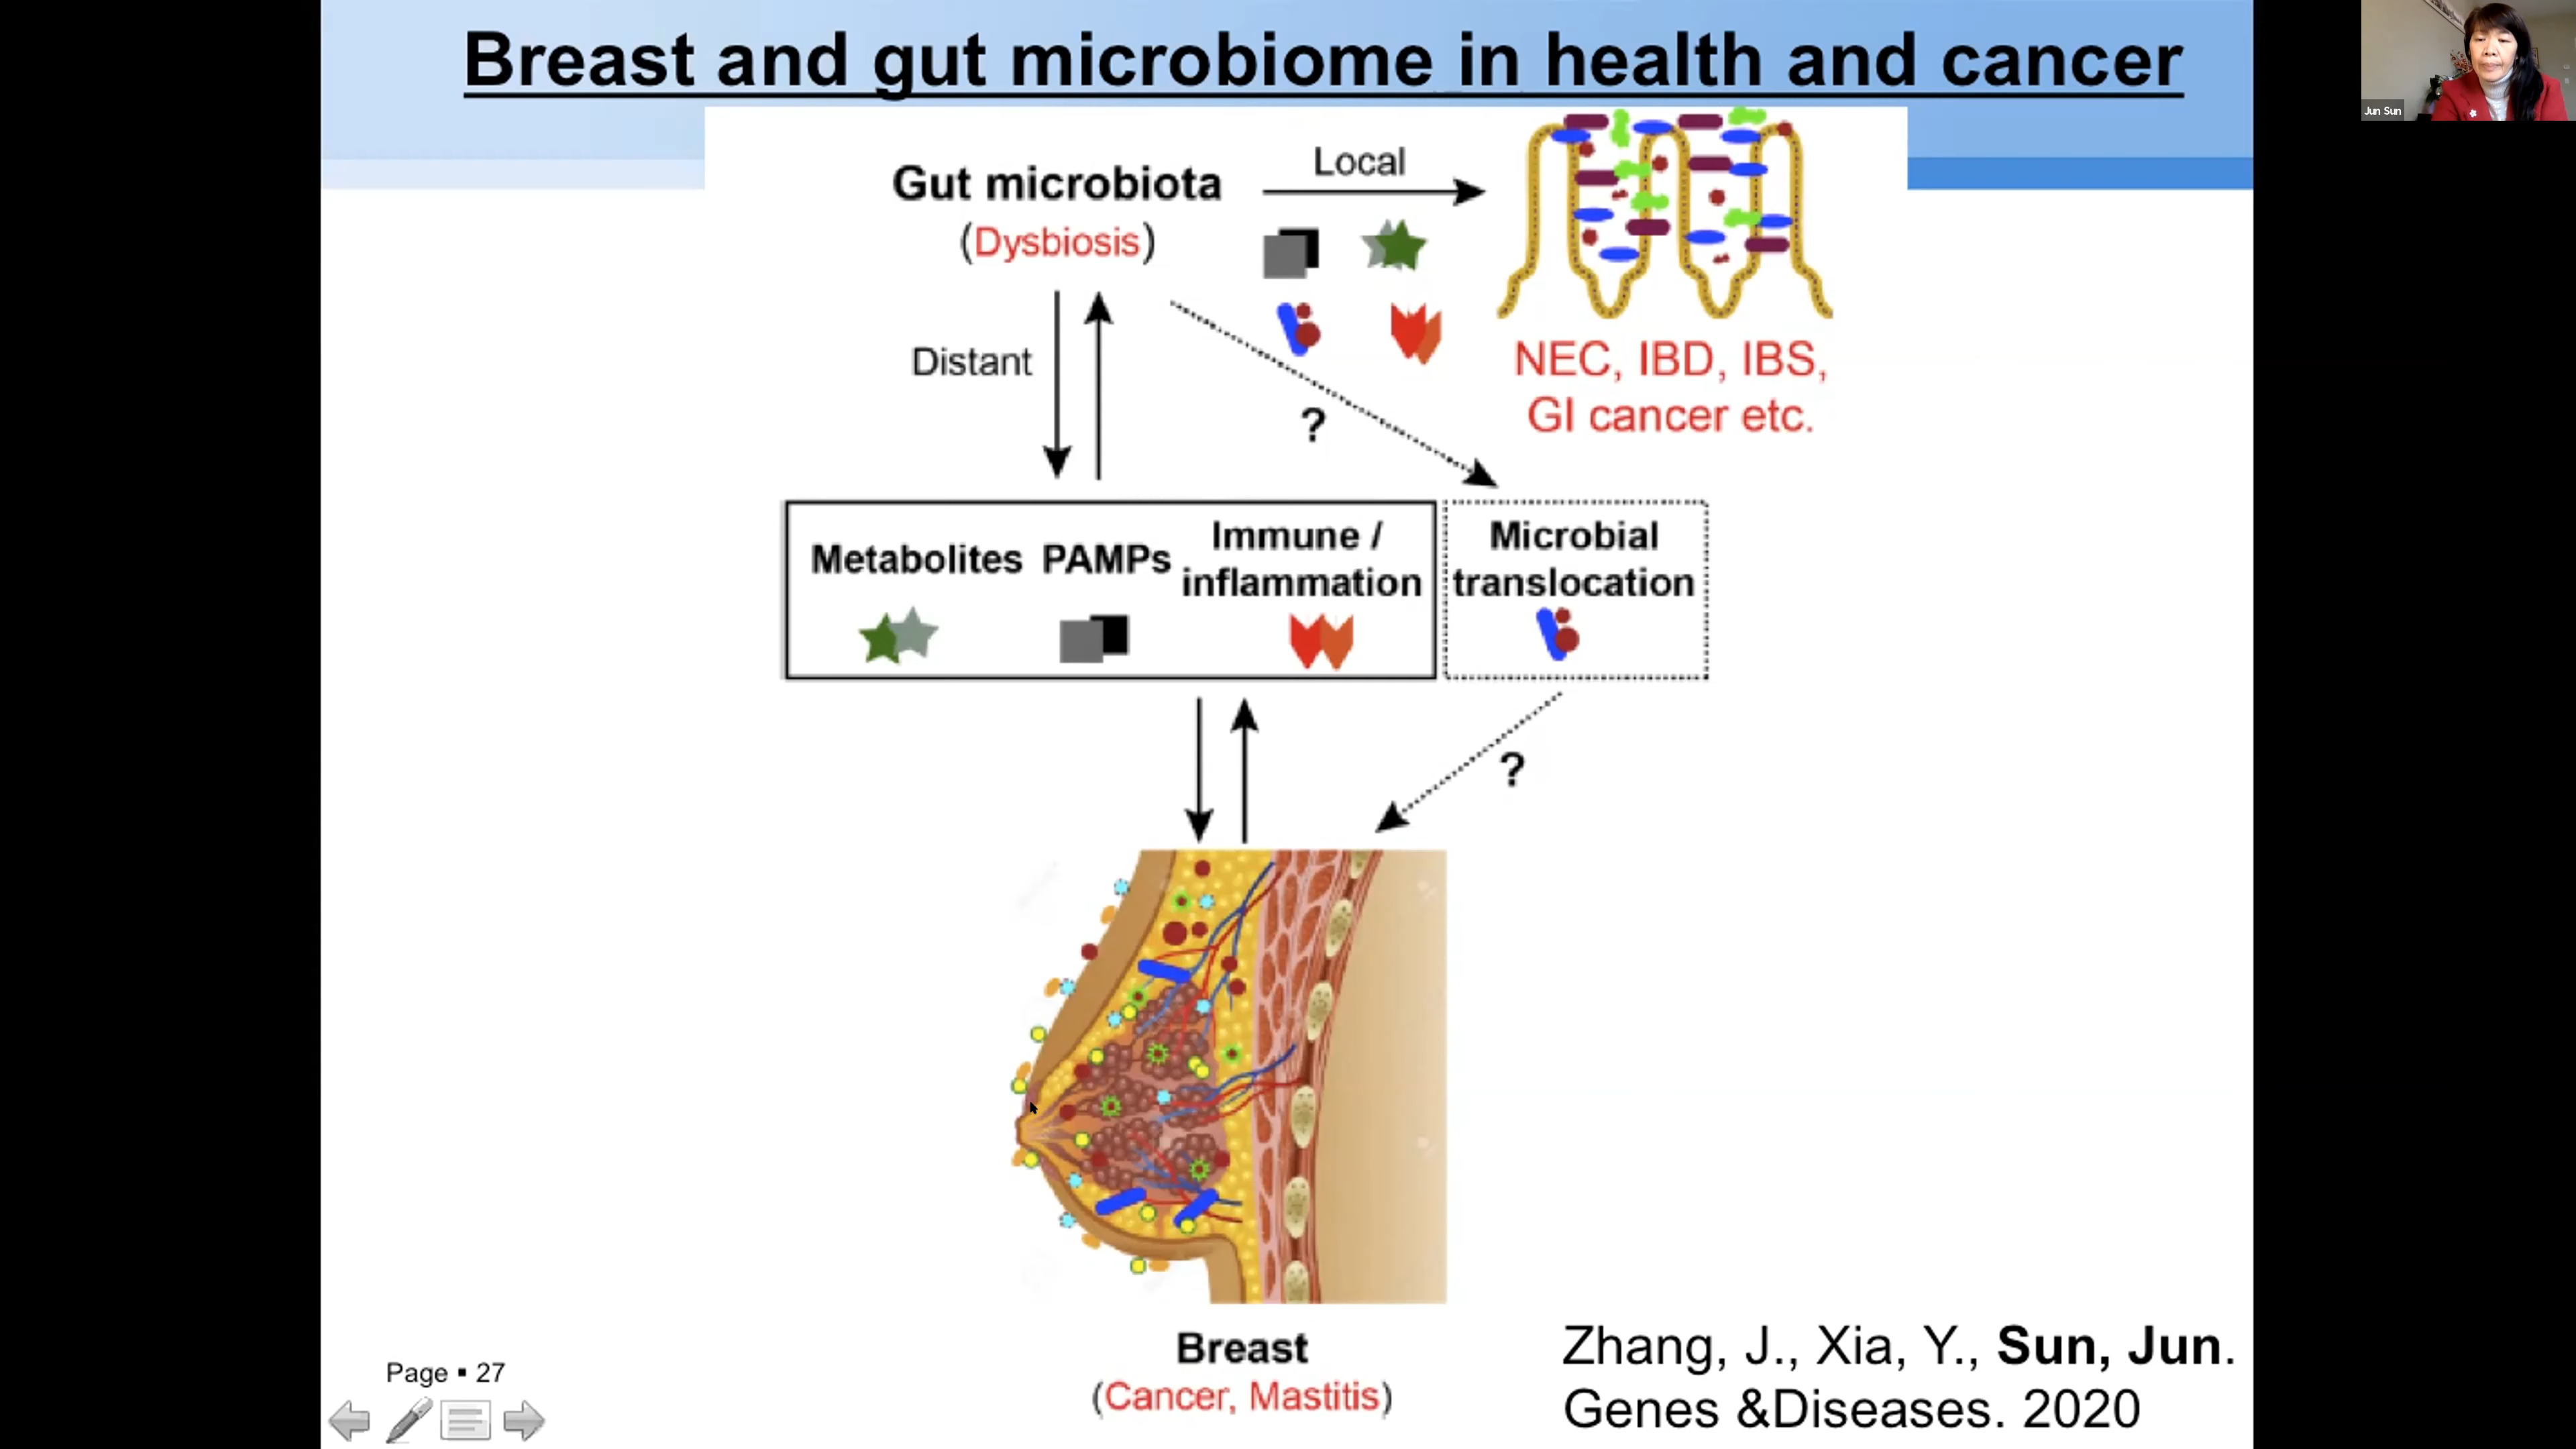 Breast and gut microbiome in health and cancer
Jun Sun
Gut microbiota
(Dysbiosis)
Local
NEC, IBD, IBS,
GI cancer etc.
Distant
?
Metabolites
PAMPs
Immune /
inflammation
Microbial
translocation
?
Breast
(Cancer, Mastitis)
Zhang, J., Xia, Y., Sun, Jun.
Genes &Diseases. 2020
Page ▪ 27